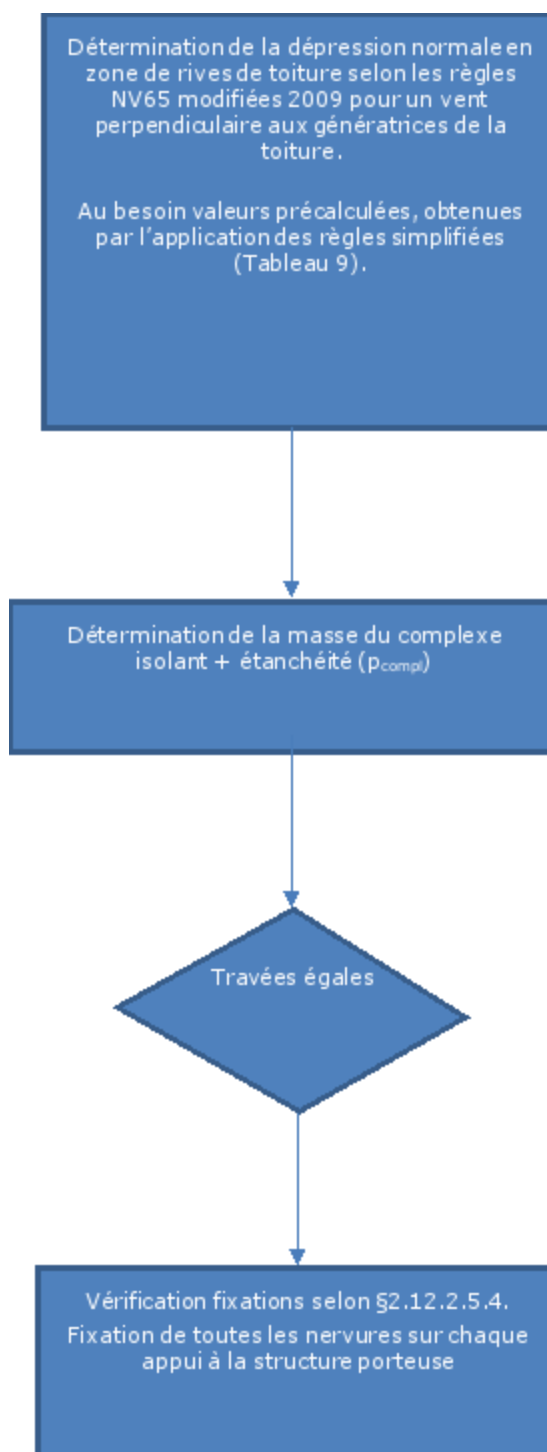 Détermination de la dépression normale en
zone de rives de toiture selon les règles
NV65 modifiées 2009 pour un vent
perpendiculaire aux génératrices de la
toiture.
Au besoin valeurs précalculées, obtenues
par l'application des règles simplifiées
(Tableau 9).
Détermination de la masse du complexe
isolant + étanchéité (pcompl)
Travées égales
Vérification fixations selon §2.12.2.5.4.
Fixation de toutes les nervures sur chaque
appui à la structure porteuse